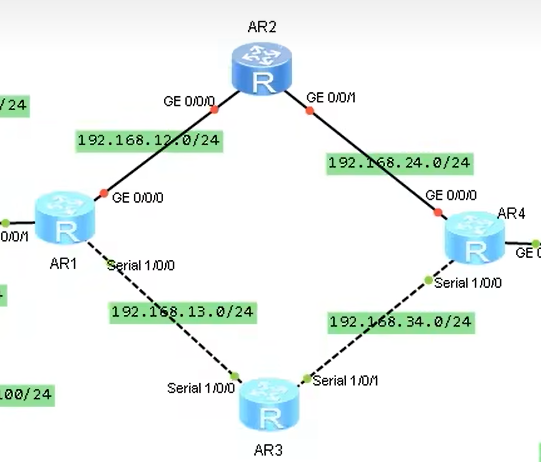 AR2
R
GE 0/0/0
GE 0/0/1
/24
192.168.12.0/24
192.168.24.0/24
GE 0/0/0
GE 0/0/0
AR4
R
R
0/0/1
GE 0
AR1
Serial 1/0/0
Serial 1/0/0
192.168.13.0/24
192.168.34.0/24
Serial 1/0/0
Serial 1/0/1
100/24
R
AR3